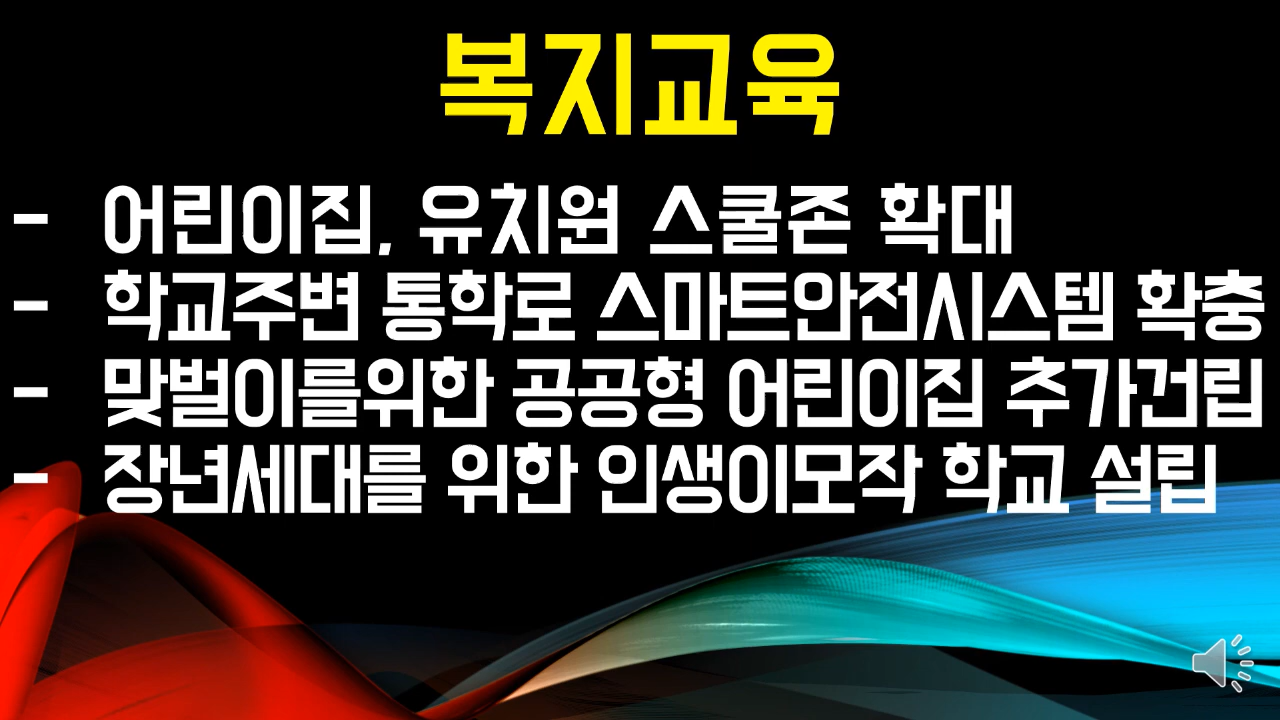 복지교육
- 어린이집, 유치원 스쿨존 확대
- 학교주변 통학로 스마트안전시스템 확충
- 맞벌이를위한 공공형 어린이집 추가건립
- 장년세대를 위한 인생이모작 학교 설립